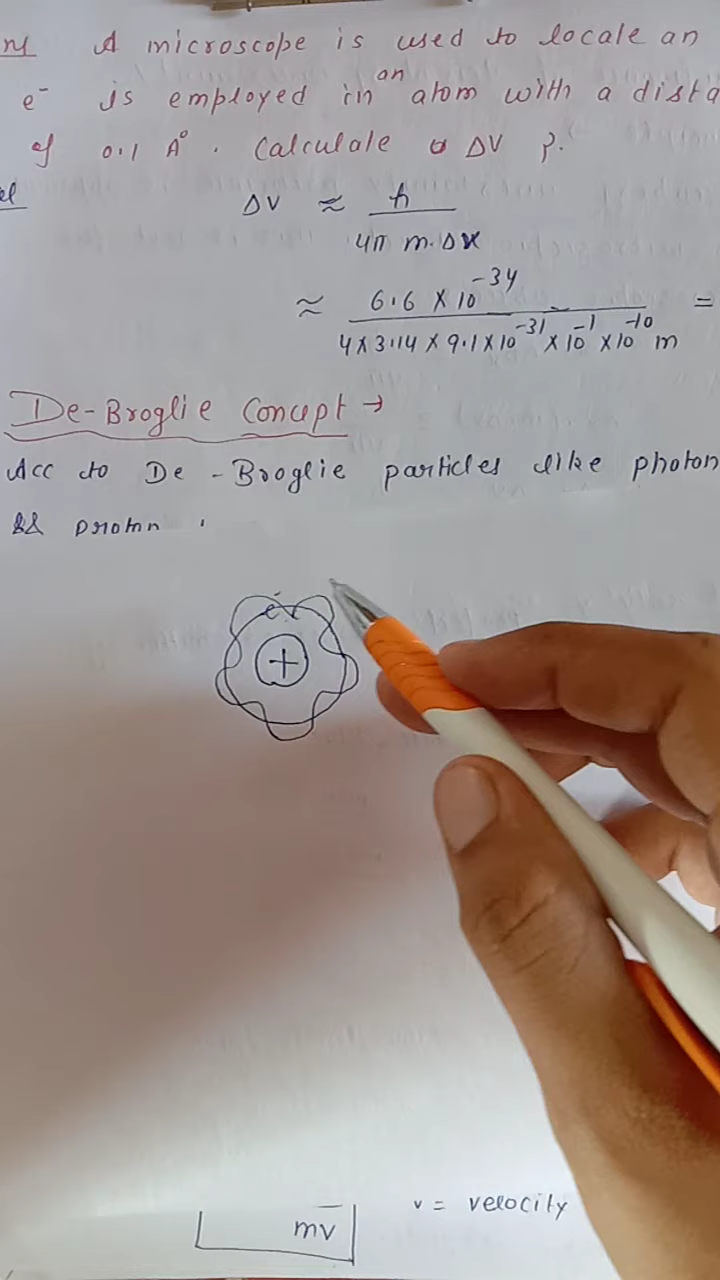 A microscope is used to locale an
e⁻ is employed in an atom with a dista
of 0.1 A° . Calculate ΔV ?.
ΔV ≈ ħ / 4π m.Δx
≈ 6.6 × 10⁻³⁴ / 4 × 3.14 × 9.1 × 10⁻³¹ × 10⁻¹ × 10⁻¹⁰ m =
De-Broglie Concept →
Acc to De - Broglie particles like photon
&& proton .
e⁻
+
v = velocity
mv